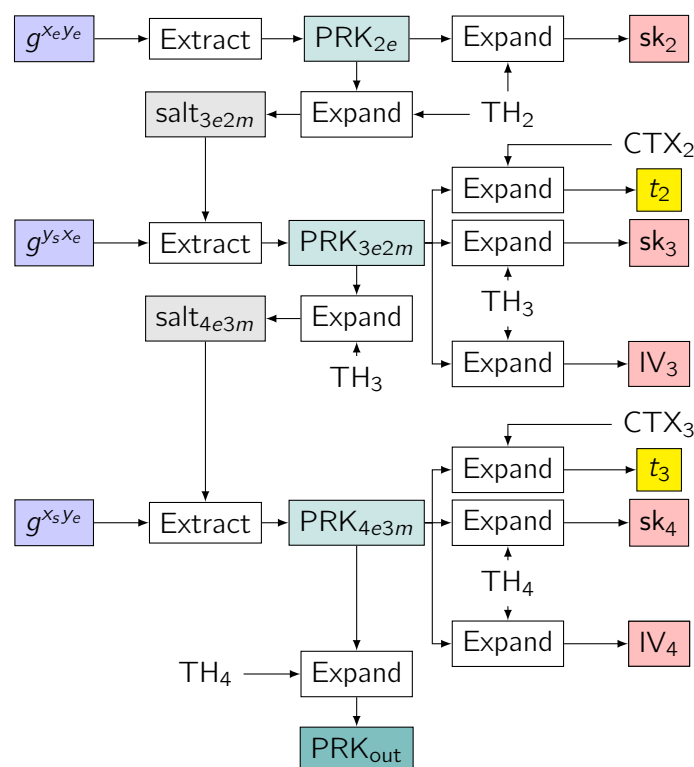 g^{x_e y_e} Extract PRK_{2e} Expand sk_2
salt_{3e2m} Expand TH_2
CTX_2
Expand t_2
g^{y_s x_e} Extract PRK_{3e2m} Expand sk_3
salt_{4e3m} Expand TH_3
TH_3 Expand IV_3
CTX_3
Expand t_3
g^{x_s y_e} Extract PRK_{4e3m} Expand sk_4
TH_4
Expand IV_4
TH_4 Expand
PRK_{out}